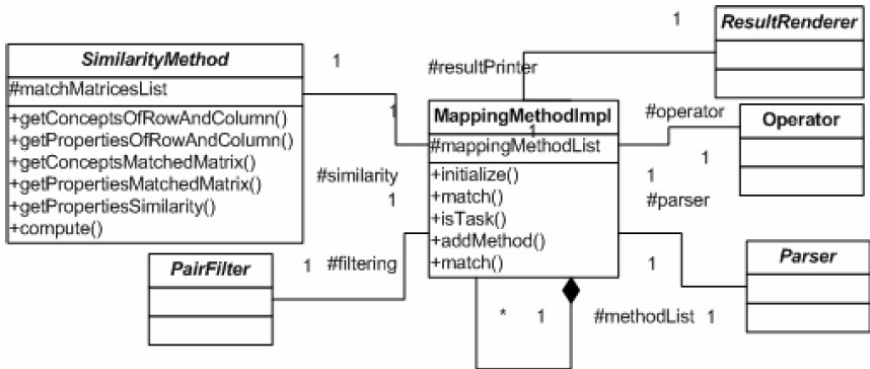 SimilarityMethod
#matchMatricesList
+getConceptsOfRowAndColumn()
+getPropertiesOfRowAndColumn()
+getConceptsMatchedMatrix()
+getPropertiesMatchedMatrix()
+getPropertiesSimilarity()
+compute()
1
1
#similarity
1
#resultPrinter
1
ResultRenderer
MappingMethodImpl
1
#mappingMethodList
+initialize()
+match()
+isTask()
+addMethod()
+match()
#operator
1
Operator
1
#parser
1
Parser
1
PairFilter
1
#filtering
*
1
#methodList